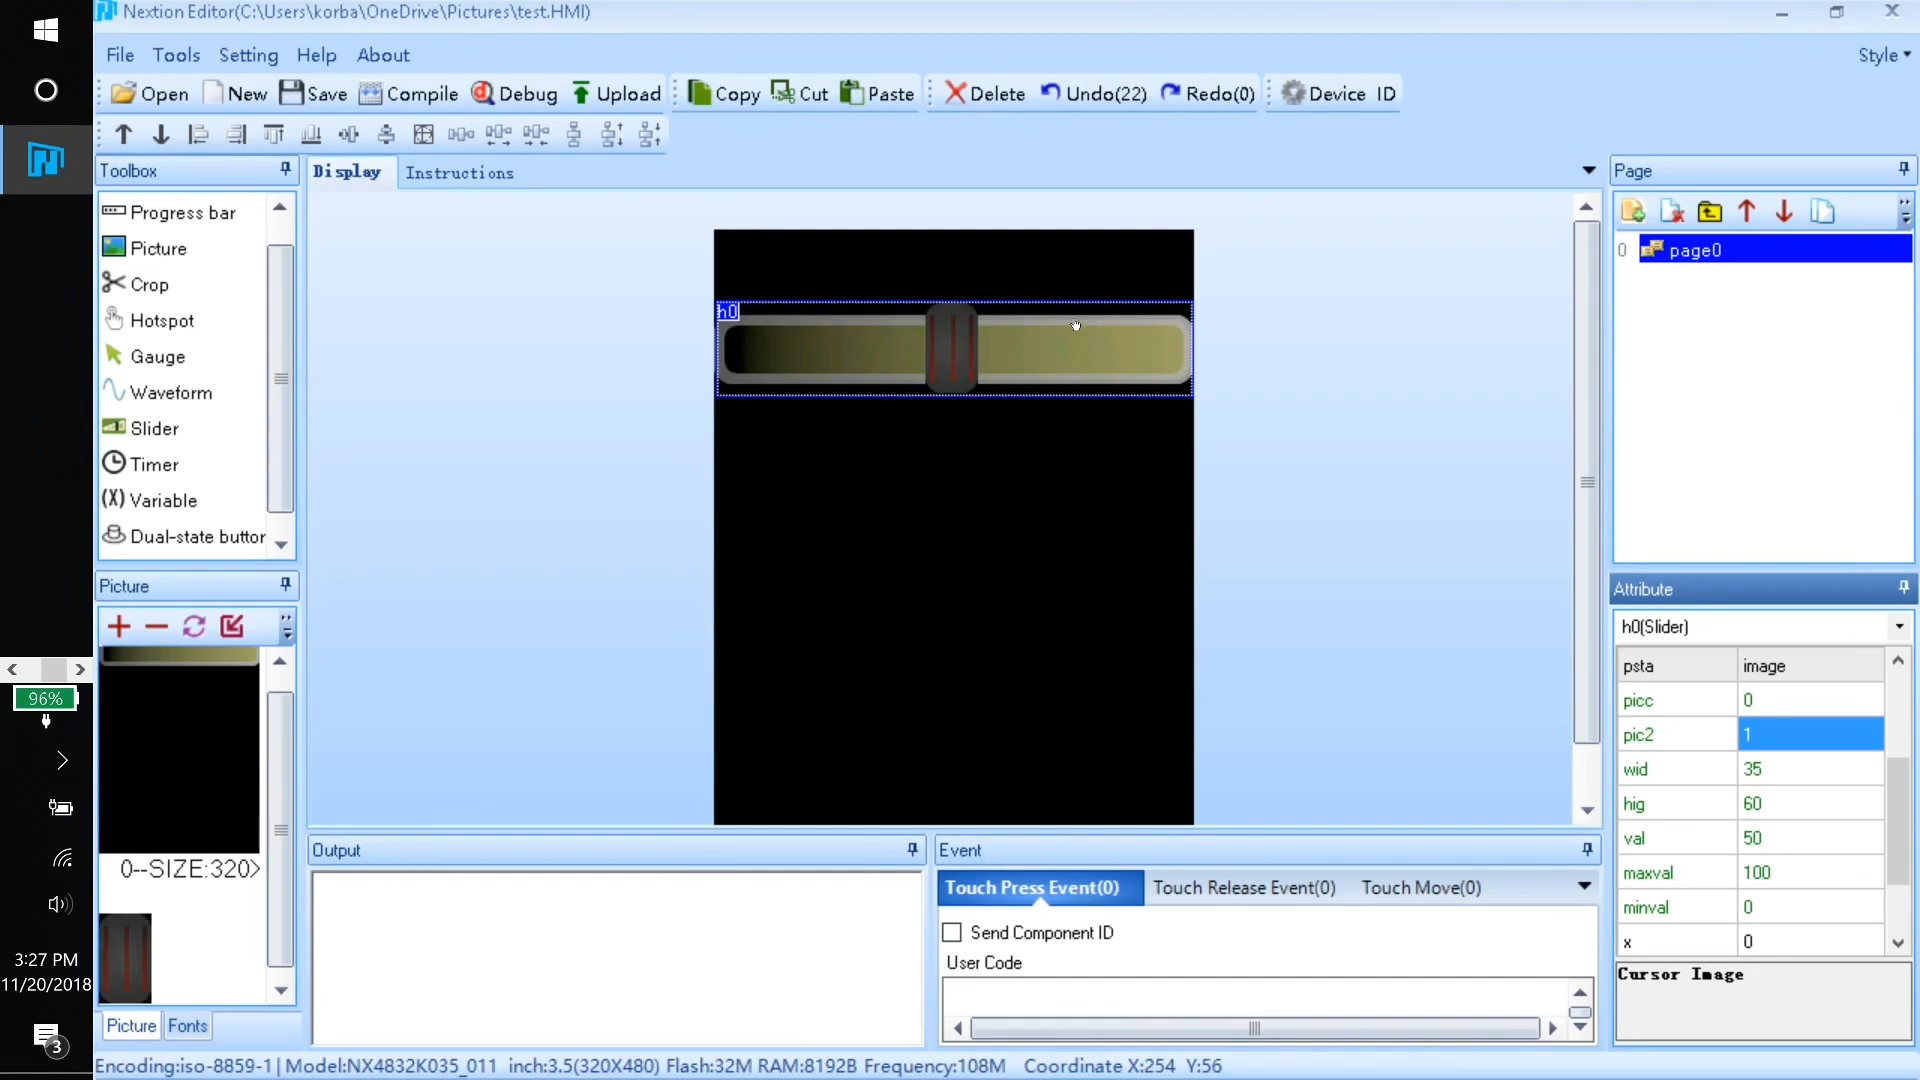 Nextion Editor(C:\Users\korba\OneDrive\Pictures\test.HMI)
File Tools Setting Help About
Style
Open New Save Compile Debug Upload Copy Cut Paste Delete Undo(22) Redo(0) Device ID
Toolbox
Progress bar
Picture
Crop
Hotspot
Gauge
Waveform
Slider
Timer
Variable
Dual-state button
Picture
0--SIZE:320>
Picture Fonts
Display Instructions
h0
Output
Event
Touch Press Event(0) Touch Release Event(0) Touch Move(0)
Send Component ID
User Code
Page
0 page0
Attribute
h0(Slider)
psta image
picc 0
pic2 1
wid 35
hig 60
val 50
maxval 100
minval 0
x 0
Cursor Image
96%
3:27 PM
11/20/2018
3
Encoding:iso-8859-1 | Model:NX4832K035_011 inch:3.5(320X480) Flash:32M RAM:8192B Frequency:108M Coordinate X:254 Y:56